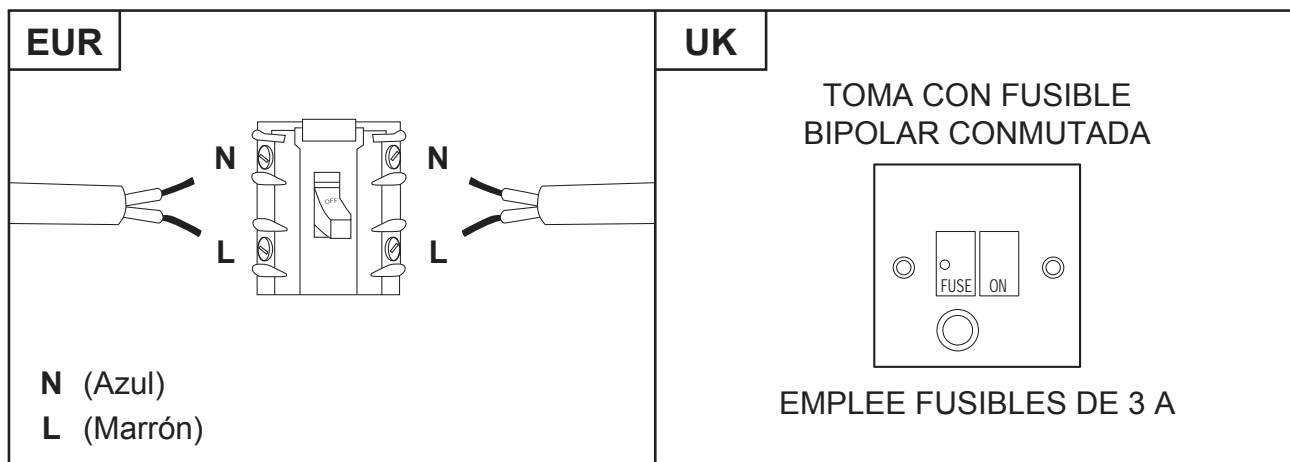 EUR
N
N
OFF
L
L
N (Azul)
L (Marrón)
UK
TOMA CON FUSIBLE
BIPOLAR CONMUTADA
FUSE ON
EMPLEE FUSIBLES DE 3 A